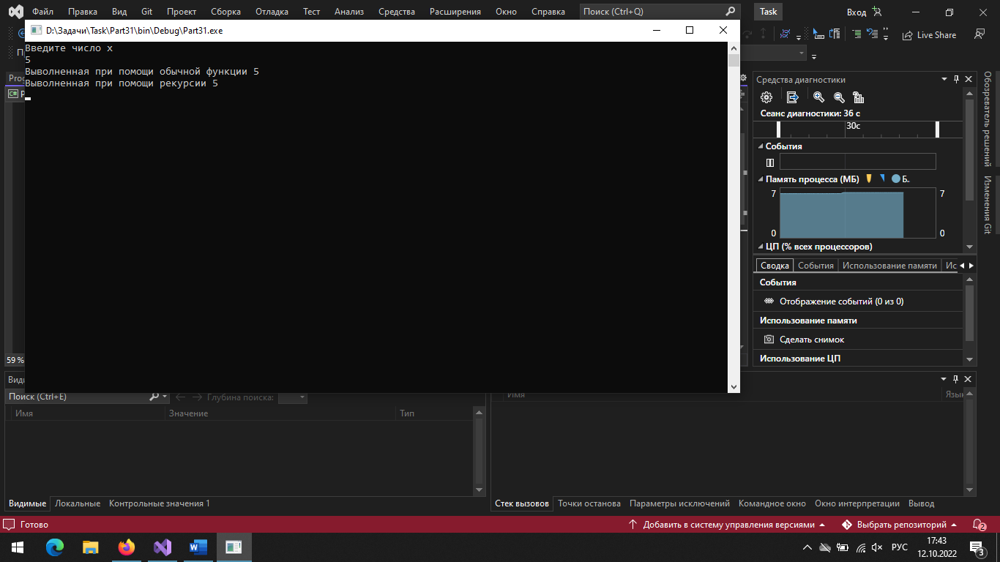 Файл Правка Вид Git Проект Сборка Отладка Тест Анализ Средства Расширения Окно Справка Поиск (Ctrl+Q) Task Вход
D:\Задачи\Task\Part31\bin\Debug\Part31.exe
Live Share
Введите число x
5
Выволненная при помощи обычной функции 5
Выволненная при помощи рекурсии 5
Prog
C#
59 %
Средства диагностики
Сеанс диагностики: 36 с
30с
События
Память процесса (МБ) Б..
7 7
0 0
ЦП (% всех процессоров)
Сводка События Использование памяти Ис
События
Отображение событий (0 из 0)
Использование памяти
Сделать снимок
Использование ЦП
Обозреватель решений
Изменения Git
Види
Поиск (Ctrl+E) Глубина поиска:
Имя Значение Тип
Имя Язык
Видимые Локальные Контрольные значения 1
Стек вызовов Точки останова Параметры исключений Командное окно Окно интерпретации Вывод
Готово Добавить в систему управления версиями Выбрать репозиторий 2
РУС 17:43
12.10.2022 3